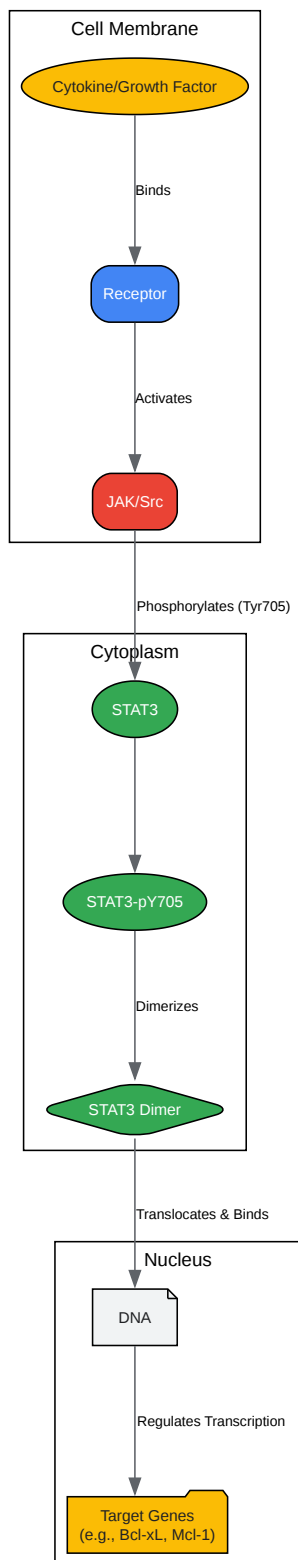 Cell Membrane
Cytokine/Growth Factor
Binds
Receptor
Activates
JAK/Src
Phosphorylates (Tyr705)
Cytoplasm
STAT3
STAT3-pY705
Dimerizes
STAT3 Dimer
Translocates & Binds
Nucleus
DNA
Regulates Transcription
Target Genes
(e.g., Bcl-xL, Mcl-1)